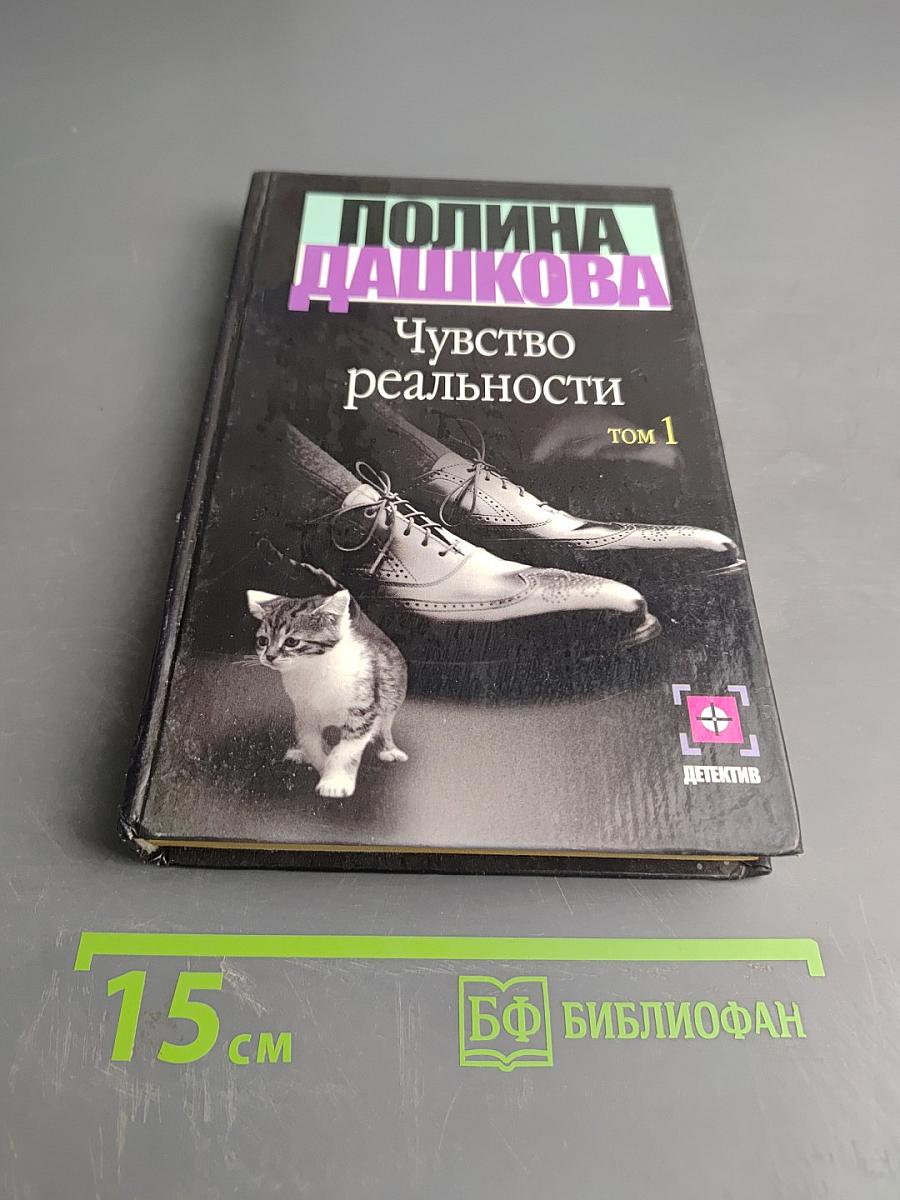 ПОЛИНА
ДАШКОВА
Чувство
реальности
том 1
ДЕТЕКТИВ
15 см
БФ БИБЛИОФАН